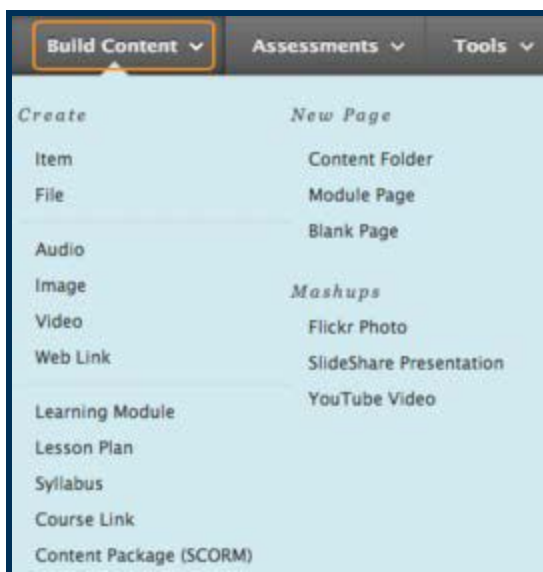 Build Content Assessments Tools
Create
Item
File
Audio
Image
Video
Web Link
Learning Module
Lesson Plan
Syllabus
Course Link
Content Package (SCORM)
New Page
Content Folder
Module Page
Blank Page
Mashups
Flickr Photo
SlideShare Presentation
YouTube Video